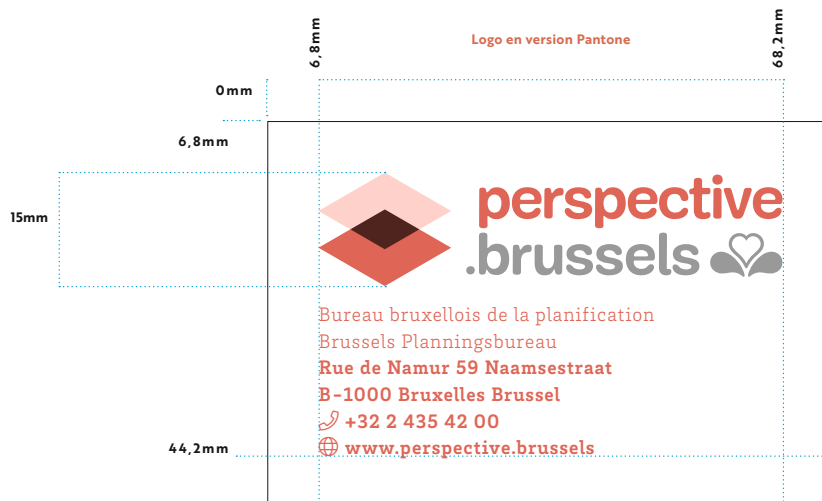 6,8mm
Logo en version Pantone
68,2mm
0mm
6,8mm
15mm
perspective
.brussels
Bureau bruxellois de la planification
Brussels Planningsbureau
Rue de Namur 59 Naamsestraat
B-1000 Bruxelles Brussel
+32 2 435 42 00
44,2mm
www.perspective.brussels